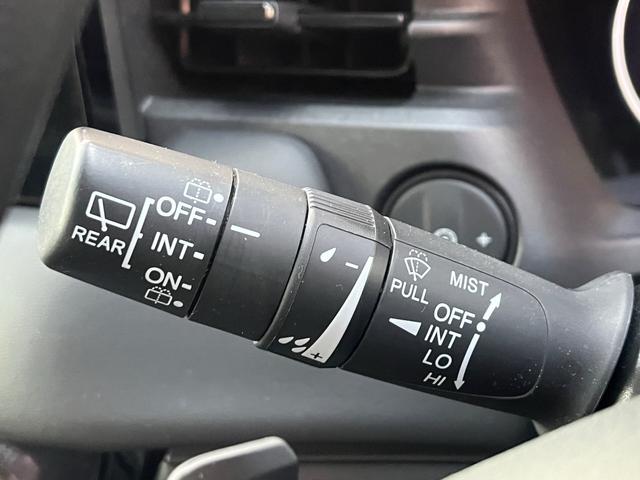 REAR
OFF
INT
ON
−
+
PULL
MIST
OFF
INT
LO
HI
+